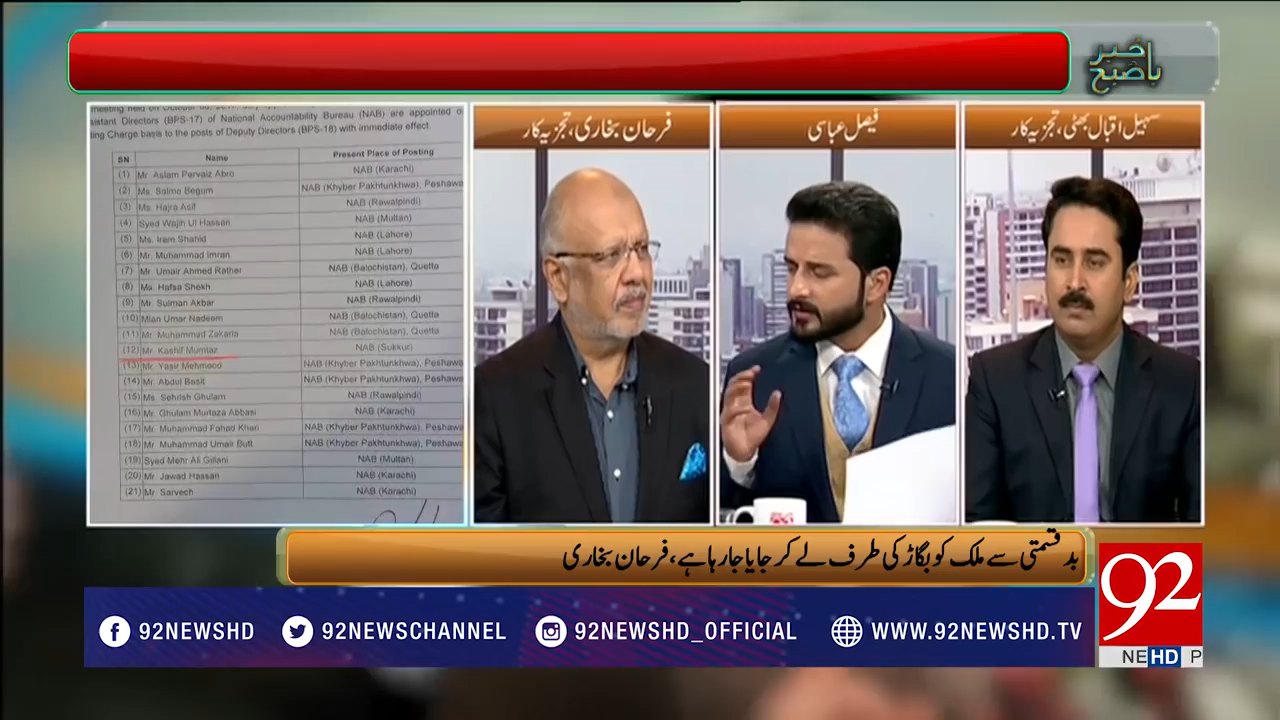 باخبر صبح
meeting held on October
sistant Directors (BPS-17) of National Accountability Bureau (NAB) are appointed o
ting Charge basis to the posts of Deputy Directors (BPS-18) with immediate effect.
SN Name Present Place of Posting
(1) Mr Aslam Pervaiz Abro NAB (Karachi)
(2) Ms. Salma Begum NAB (Khyber Pakhtunkhwa), Peshawa
(3) Ms. Hajra Asif NAB (Rawalpindi)
(4) Syed Wajih Ul Hassan NAB (Multan)
(5) Ms. Iram Shahid NAB (Lahore)
(6) Mr. Muhammad Imran NAB (Lahore)
(7) Mr. Umair Ahmed Rather NAB (Balochistan), Quetta
(8) Ms. Hafsa Shekh NAB (Lahore)
(9) Mr. Sulman Akbar NAB (Rawalpindi)
(10) Mian Umar Nadeem NAB (Balochistan), Quetta
(11) Mr. Muhammad Zakaria NAB (Balochistan), Quetta
(12) Mr. Kashif Mumtaz NAB (Sukkur)
(13) Mr. Yasir Mehmood NAB (Khyber Pakhtunkhwa), Peshawa
(14) Mr. Abdul Basit NAB (Khyber Pakhtunkhwa), Peshawa
(15) Ms. Sehrish Ghulam NAB (Rawalpindi)
(16) Mr. Ghulam Murtaza Abbasi NAB (Karachi)
(17) Mr. Muhammad Fahad Khan NAB (Khyber Pakhtunkhwa), Peshawa
(18) Mr. Muhammad Umair Butt NAB (Khyber Pakhtunkhwa), Peshawa
(19) Syed Mehr Ali Gillani NAB (Multan)
(20) Mr. Jawad Hassan NAB (Karachi)
(21) Mr Sarvech NAB (Karachi)
سہیل اقبال بھٹی، تجزیہ کار
فیصل عباسی
فرحان بخاری، تجزیہ کار
بدقسمتی سے ملک کو بگاڑ کی طرف لے کر جایا جا رہا ہے، فرحان بخاری
92NEWSHD 92NEWSCHANNEL 92NEWSHD_OFFICIAL WWW.92NEWSHD.TV
92
NE HD P